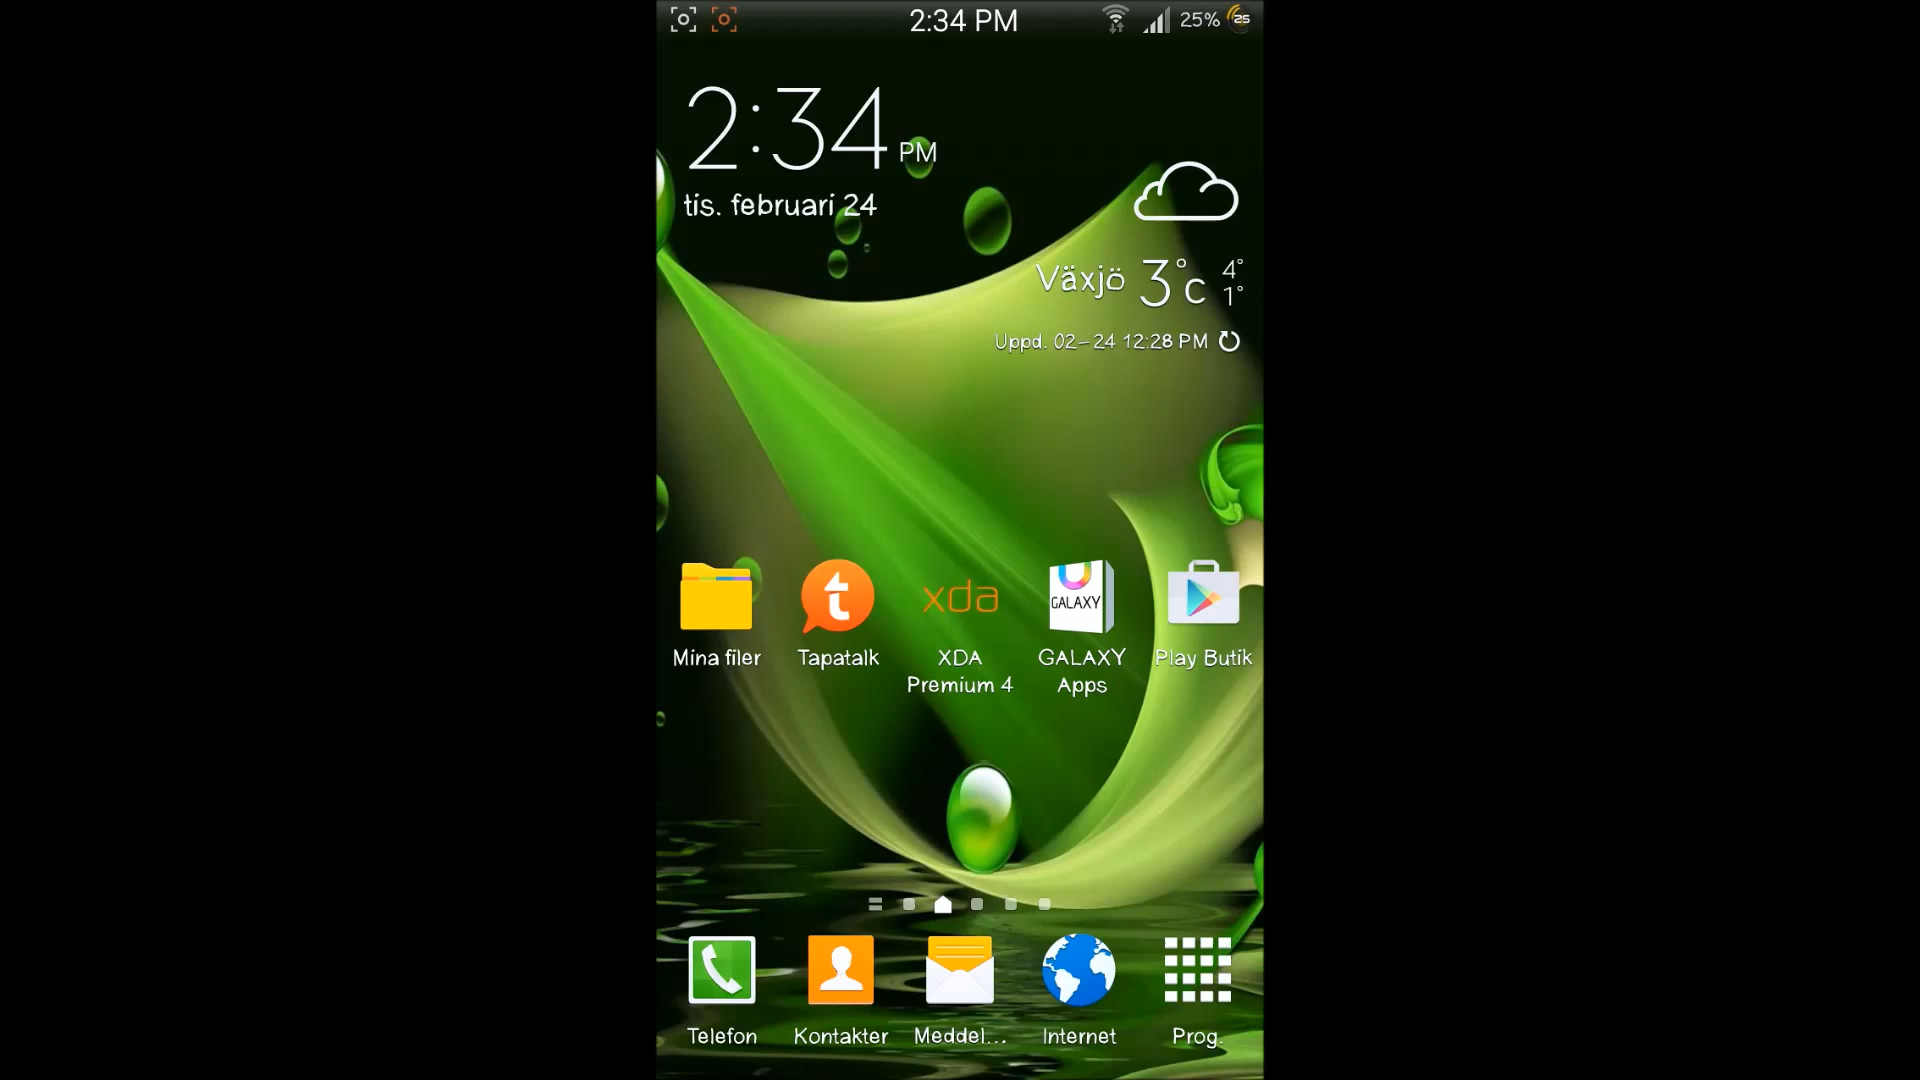 2:34 PM
25%
25
2:34 PM
tis. februari 24
Växjö 3°C 4°
1°
Uppd. 02-24 12:28 PM
t
xda
GALAXY
Mina filer
Tapatalk
XDA
Premium 4
GALAXY
Apps
Play Butik
Telefon
Kontakter
Meddel...
Internet
Prog.